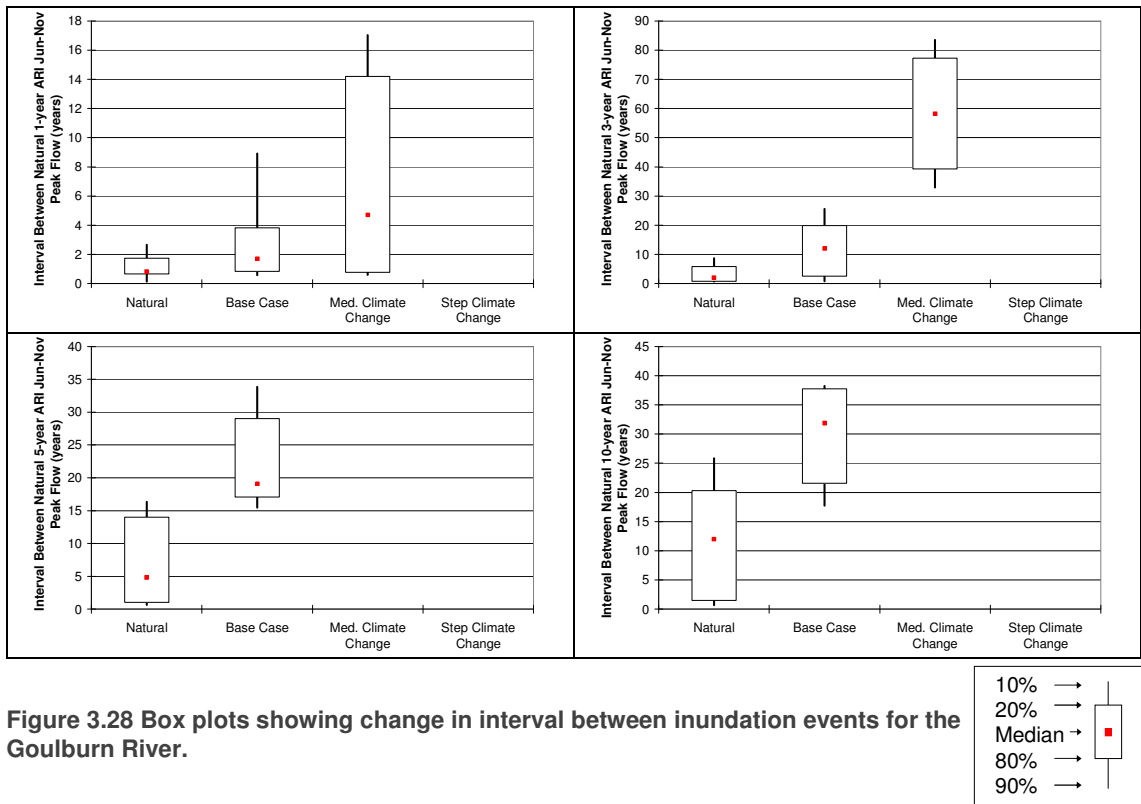 Interval Between Natural 1-year ARI Jun-Nov
Peak Flow (years)
18
16
14
12
10
8
6
4
2
0
Natural
Base Case
Med. Climate
Change
Step Climate
Change
Interval Between Natural 3-year ARI Jun-Nov
Peak Flow (years)
90
80
70
60
50
40
30
20
10
0
Natural
Base Case
Med. Climate
Change
Step Climate
Change
Interval Between Natural 5-year ARI Jun-Nov
Peak Flow (years)
40
35
30
25
20
15
10
5
0
Natural
Base Case
Med. Climate
Change
Step Climate
Change
Interval Between Natural 10-year ARI Jun-Nov
Peak Flow (years)
45
40
35
30
25
20
15
10
5
0
Natural
Base Case
Med. Climate
Change
Step Climate
Change
Figure 3.28 Box plots showing change in interval between inundation events for the
Goulburn River.
10%
20%
Median
80%
90%